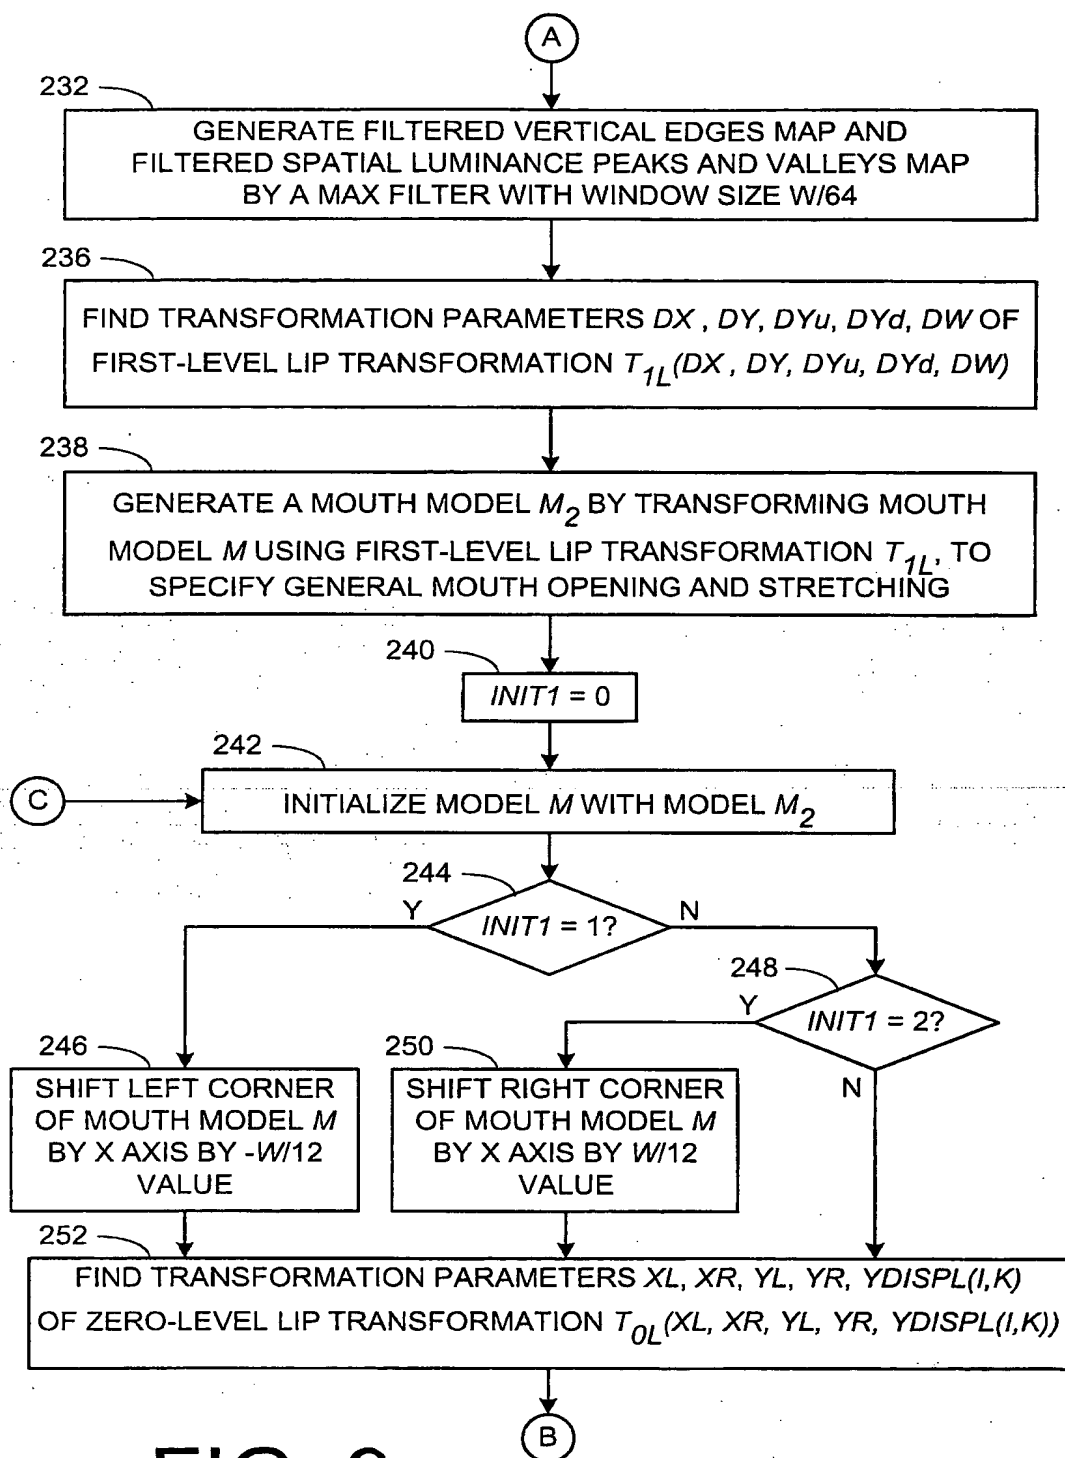 A
232
GENERATE FILTERED VERTICAL EDGES MAP AND
FILTERED SPATIAL LUMINANCE PEAKS AND VALLEYS MAP
BY A MAX FILTER WITH WINDOW SIZE W/64
236
FIND TRANSFORMATION PARAMETERS DX , DY, DYu, DYd, DW OF
FIRST-LEVEL LIP TRANSFORMATION T1L(DX , DY, DYu, DYd, DW)
238
GENERATE A MOUTH MODEL M2 BY TRANSFORMING MOUTH
MODEL M USING FIRST-LEVEL LIP TRANSFORMATION T1L, TO
SPECIFY GENERAL MOUTH OPENING AND STRETCHING
240
INIT1 = 0
242
C
INITIALIZE MODEL M WITH MODEL M2
244
Y
INIT1 = 1?
N
248
Y
INIT1 = 2?
N
246
SHIFT LEFT CORNER
OF MOUTH MODEL M
BY X AXIS BY -W/12
VALUE
250
SHIFT RIGHT CORNER
OF MOUTH MODEL M
BY X AXIS BY W/12
VALUE
252
FIND TRANSFORMATION PARAMETERS XL, XR, YL, YR, YDISPL(I,K)
OF ZERO-LEVEL LIP TRANSFORMATION T0L(XL, XR, YL, YR, YDISPL(I,K))
B